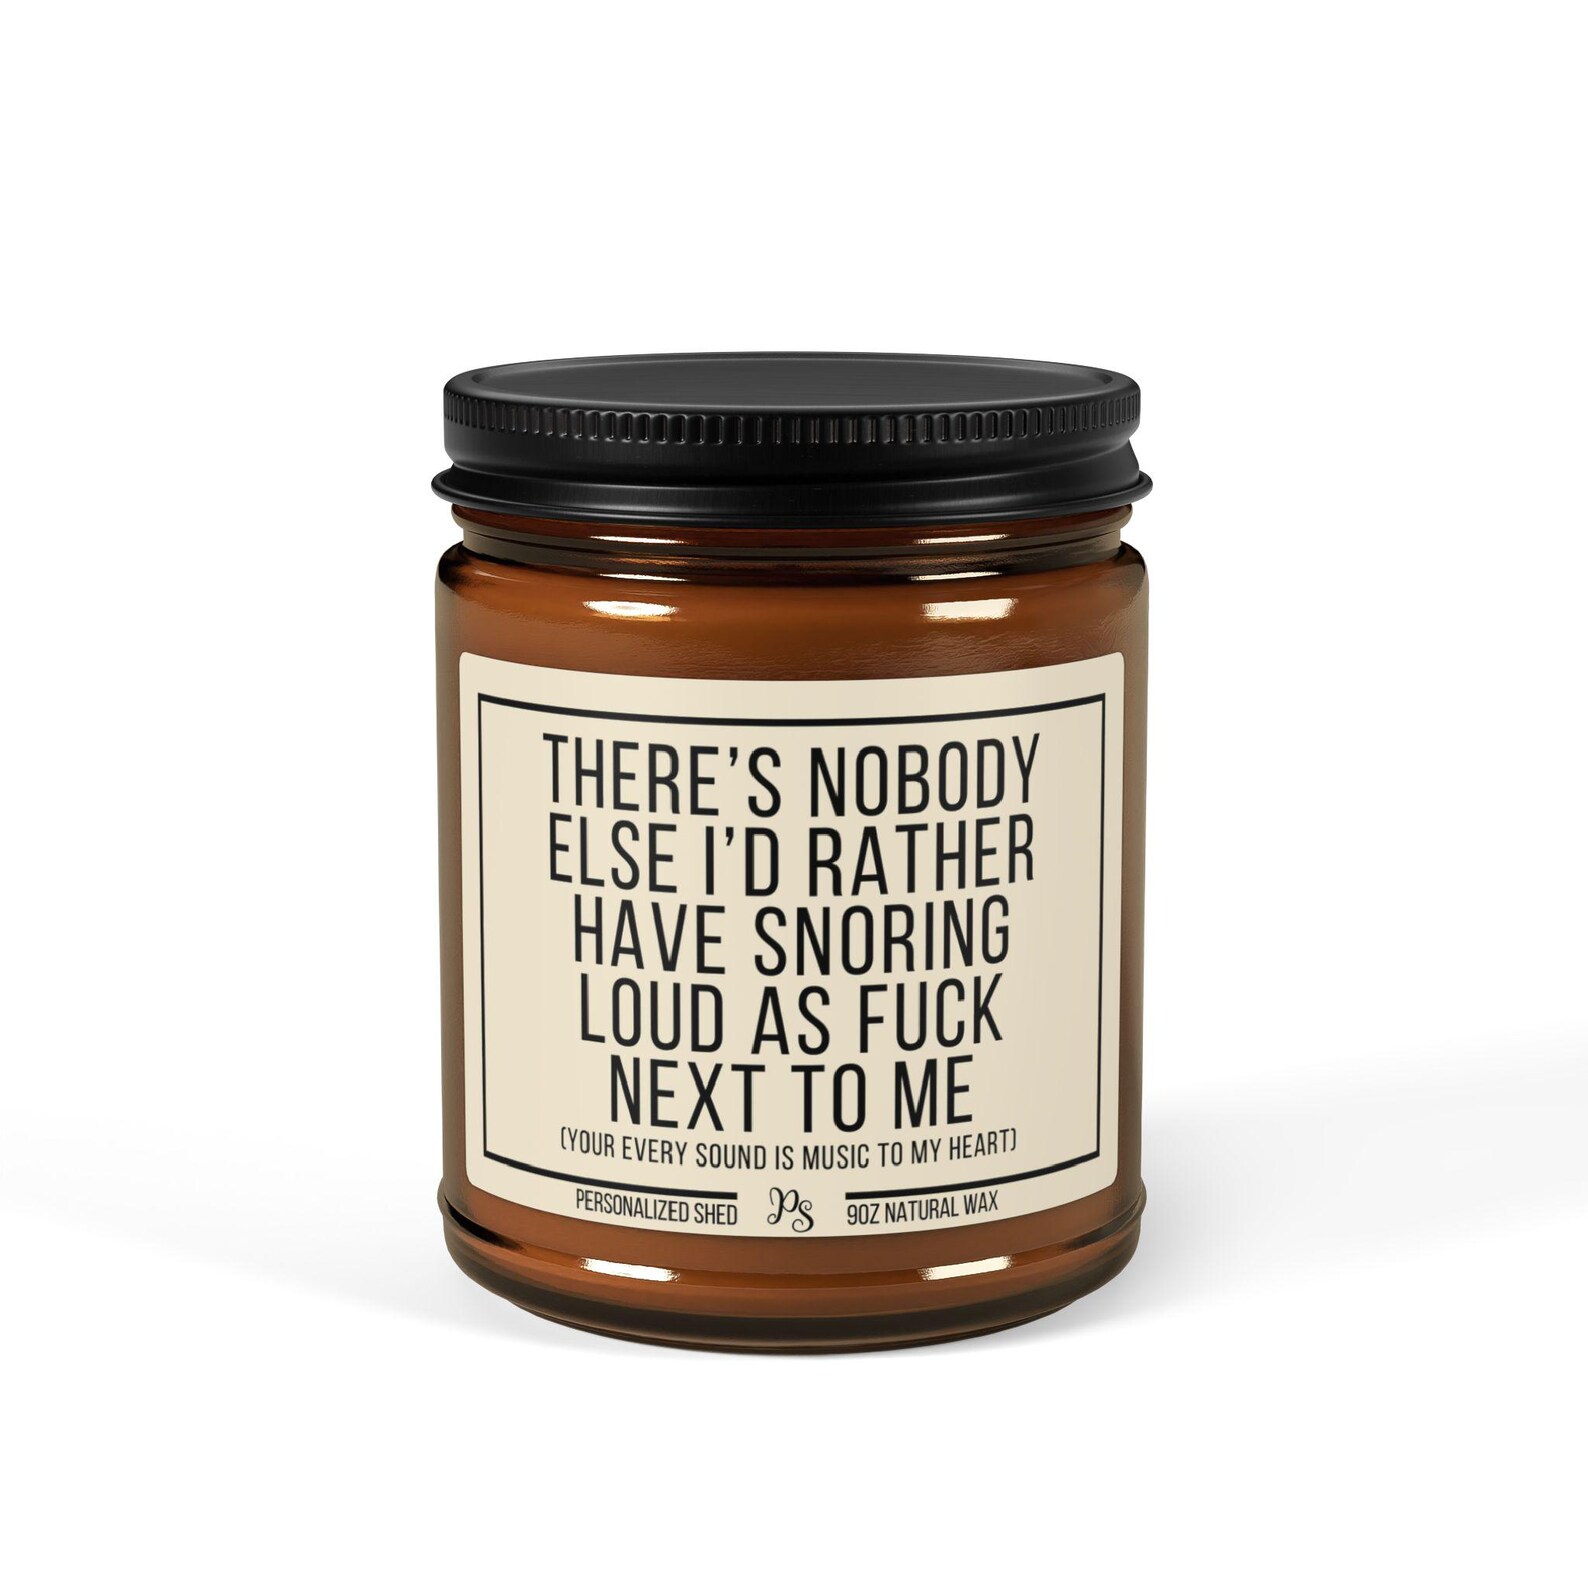 THERE'S NOBODY
ELSE I'D RATHER
HAVE SNORING
LOUD AS FUCK
NEXT TO ME
(YOUR EVERY SOUND IS MUSIC TO MY HEART)
PERSONALIZED SHED PS 9OZ NATURAL WAX